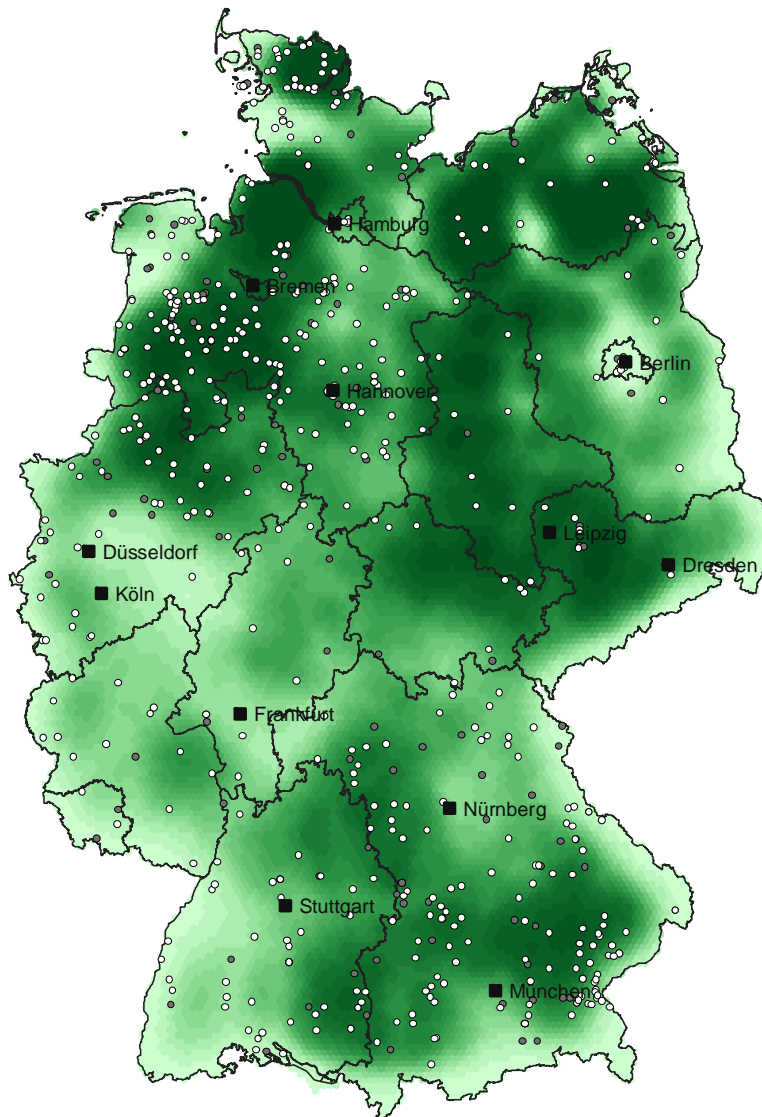 Hamburg
Bremen
Berlin
Hannover
Leipzig
Düsseldorf
Dresden
Köln
Frankfurt
Nürnberg
Stuttgart
München